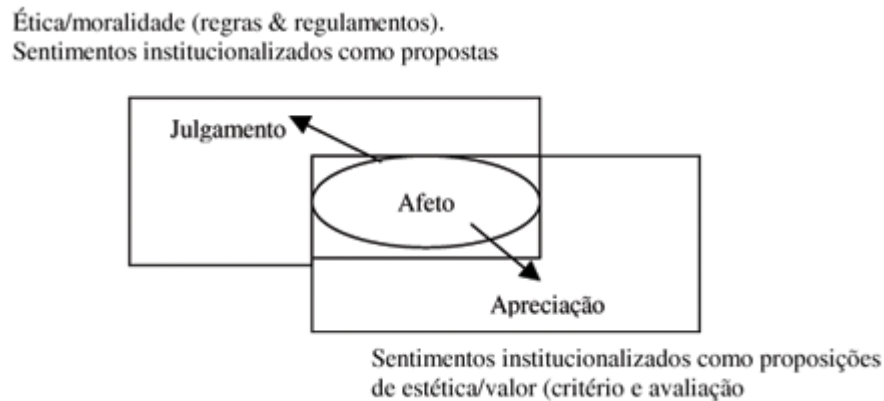 Ética/moralidade (regras & regulamentos).
Sentimentos institucionalizados como propostas
Julgamento
Afeto
Apreciação
Sentimentos institucionalizados como proposições
de estética/valor (critério e avaliação